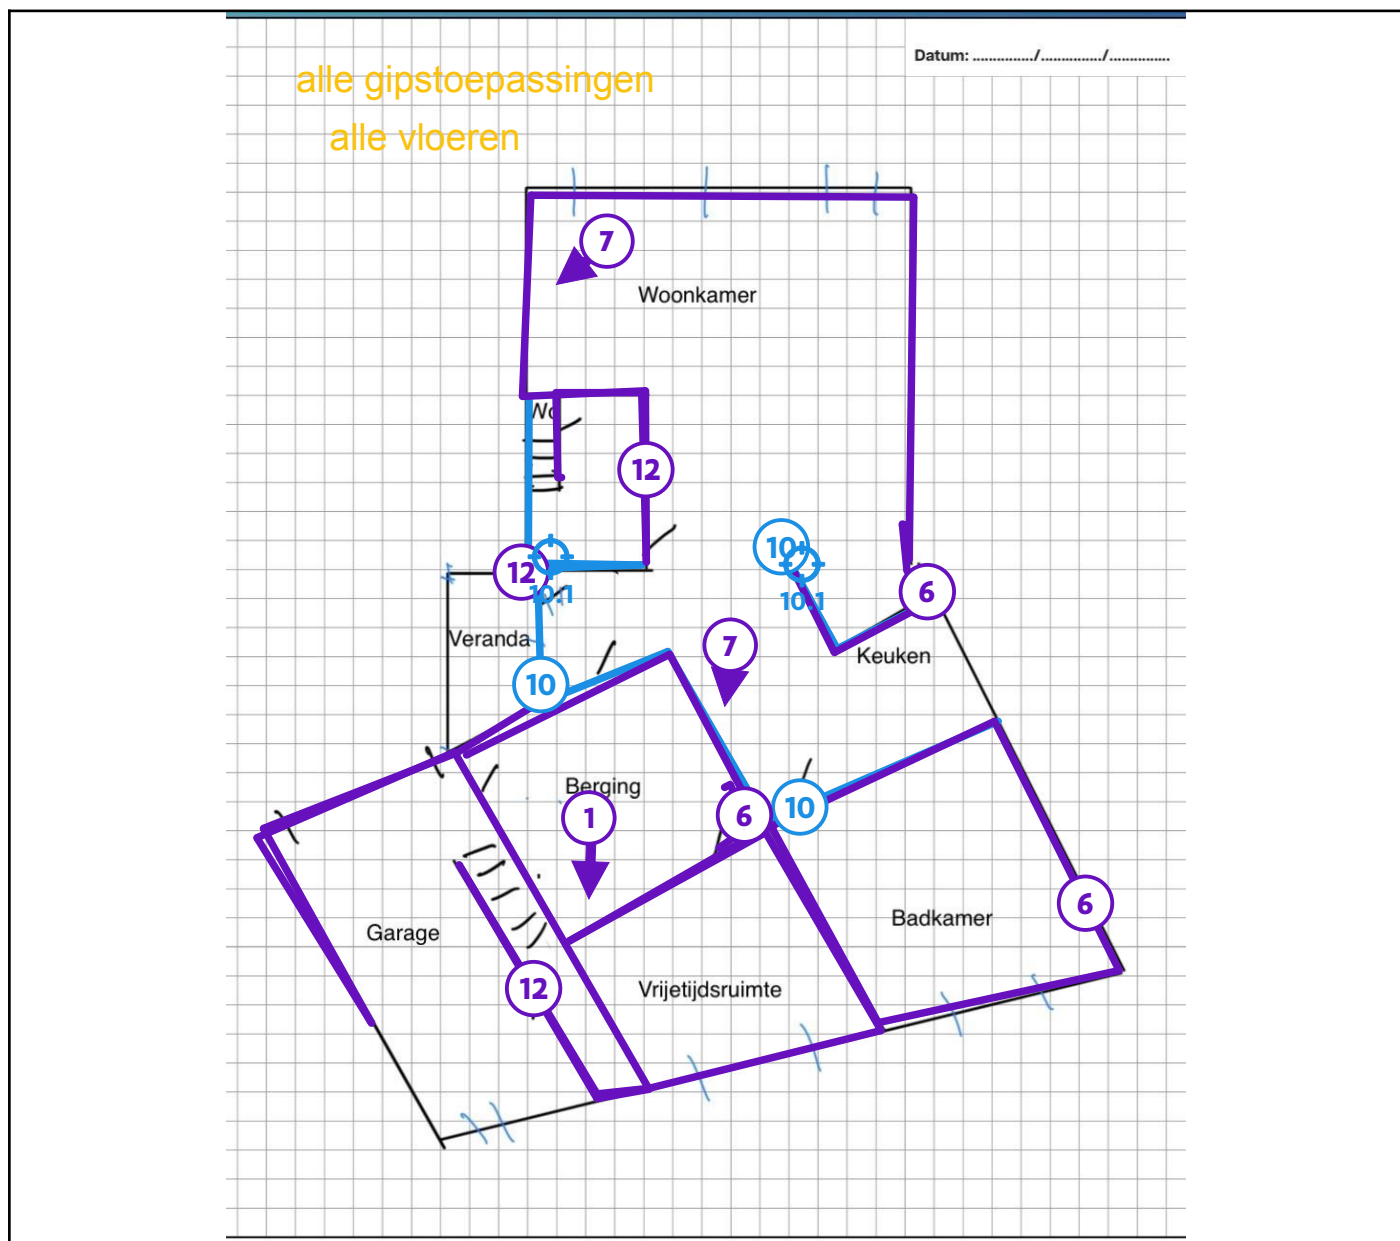 Datum: .............../.............../...............
alle gipstoepassingen
alle vloeren
7
Woonkamer
Wc
12
10
12
10.1
10.1
6
Veranda
7
Keuken
10
Berging
1
6
10
6
Badkamer
Garage
12
Vrijetijdsruimte